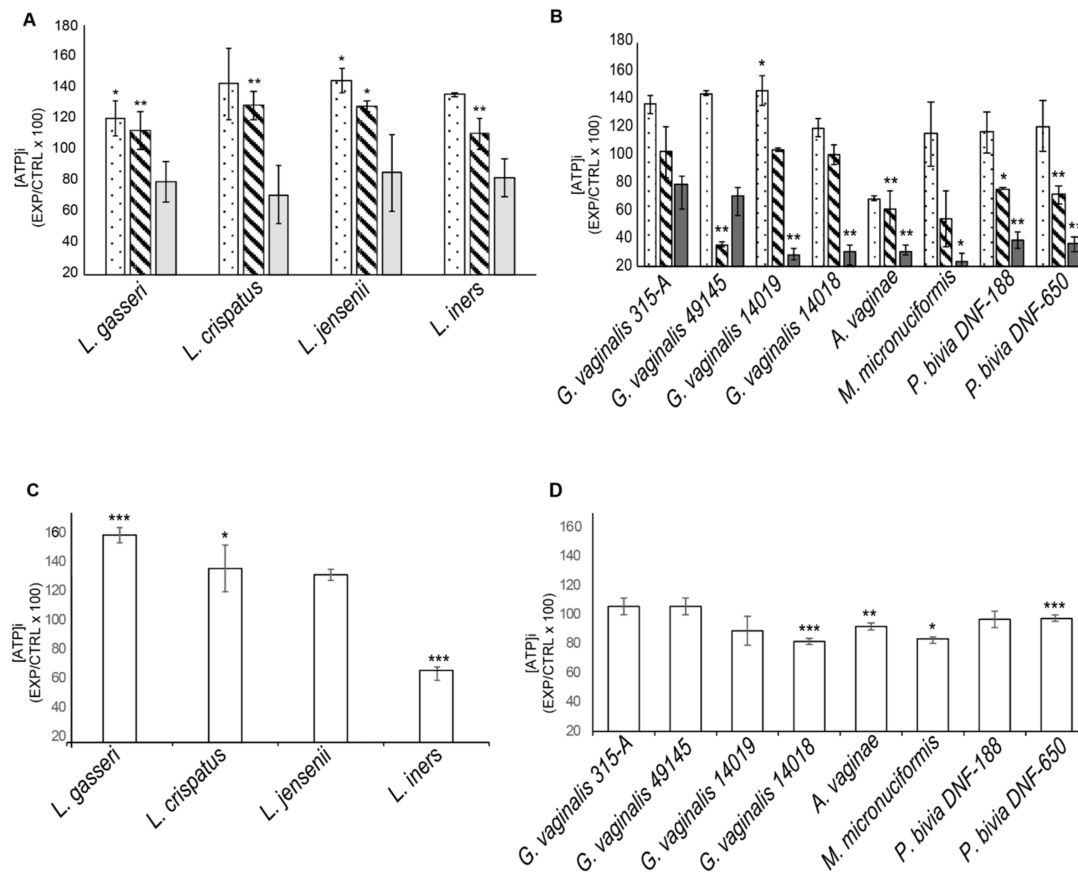 A
[ATP]i
(EXP/CTRL x 100)
180
160
140
120
100
80
60
40
20
*
**
**
*
*
**
L. gasseri
L. crispatus
L. jensenii
L. iners
B
[ATP]i
(EXP/CTRL x 100)
180
160
140
120
100
80
60
40
20
**
*
**
**
**
**
*
*
**
**
**
G. vaginalis 315-A
G. vaginalis 49145
G. vaginalis 14019
G. vaginalis 14018
A. vaginae
M. micronuciformis
P. bivia DNF-188
P. bivia DNF-650
C
[ATP]i
(EXP/CTRL x 100)
160
140
120
100
80
60
40
20
***
*
***
L. gasseri
L. crispatus
L. jensenii
L. iners
D
[ATP]i
(EXP/CTRL x 100)
160
140
120
100
80
60
40
20
***
**
*
***
G. vaginalis 315-A
G. vaginalis 49145
G. vaginalis 14019
G. vaginalis 14018
A. vaginae
M. micronuciformis
P. bivia DNF-188
P. bivia DNF-650